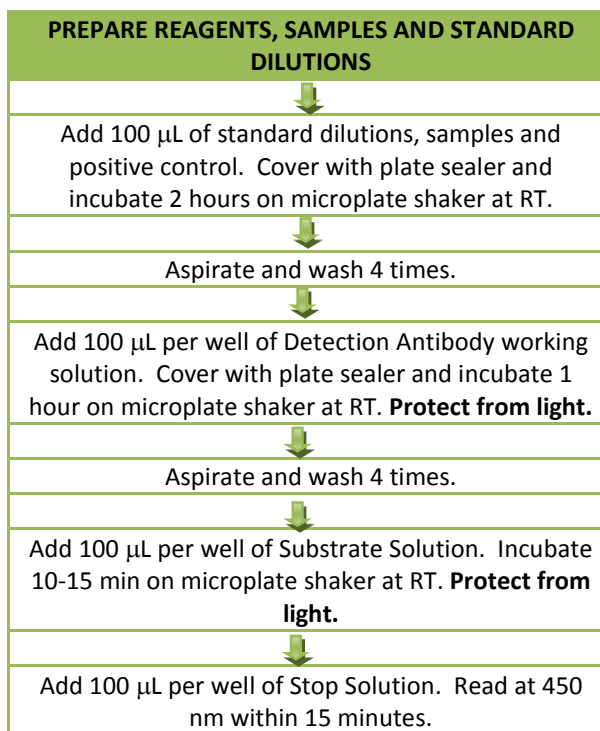 PREPARE REAGENTS, SAMPLES AND STANDARD
DILUTIONS
Add 100 µL of standard dilutions, samples and
positive control.  Cover with plate sealer and
incubate 2 hours on microplate shaker at RT.
Aspirate and wash 4 times.
Add 100 µL per well of Detection Antibody working
solution.  Cover with plate sealer and incubate 1
hour on microplate shaker at RT. Protect from light.
Aspirate and wash 4 times.
Add 100 µL per well of Substrate Solution.  Incubate
10-15 min on microplate shaker at RT. Protect from
light.
Add 100 µL per well of Stop Solution.  Read at 450
nm within 15 minutes.